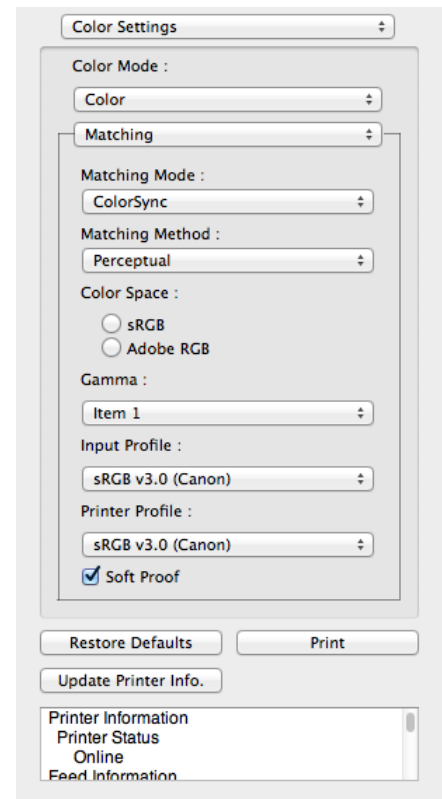 Color Settings
Color Mode :
Color
Matching
Matching Mode :
ColorSync
Matching Method :
Perceptual
Color Space :
sRGB
Adobe RGB
Gamma :
Item 1
Input Profile :
sRGB v3.0 (Canon)
Printer Profile :
sRGB v3.0 (Canon)
Soft Proof
Restore Defaults Print
Update Printer Info.
Printer Information
Printer Status
Online
Feed Information